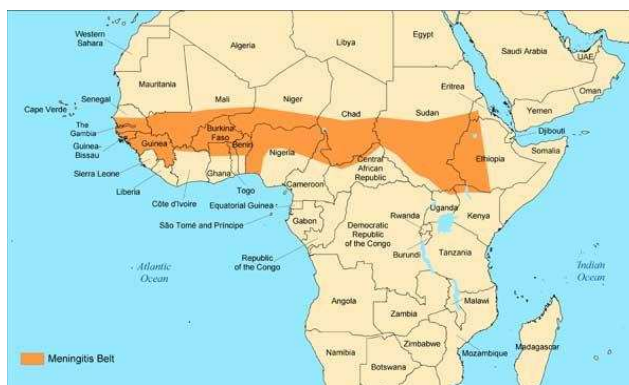 Western
Sahara
Algeria
Libya
Egypt
Saudi Arabia
UAE
Oman
Mauritania
Mali
Niger
Chad
Sudan
Eritrea
Yemen
Cape Verde
Senegal
The
Gambia
Guinea-
Bissau
Guinea
Burkina
Faso
Benin
Nigeria
Djibouti
Somalia
Ethiopia
Central
African
Republic
Sierra Leone
Liberia
Côte d'Ivoire
Ghana
Togo
Cameroon
Equatorial Guinea
São Tomé and Príncipe
Gabon
Republic
of the Congo
Democratic
Republic
of the Congo
Uganda
Kenya
Rwanda
Burundi
Tanzania
Atlantic
Ocean
Indian
Ocean
Angola
Zambia
Malawi
Zimbabwe
Mozambique
Madagascar
Namibia
Botswana
Meningitis Belt